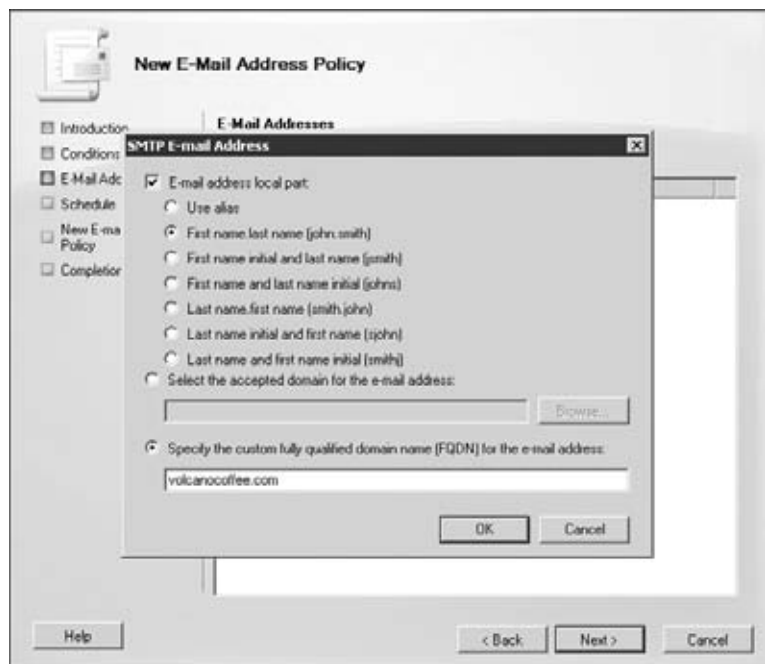 New E-Mail Address Policy
Introduction
Conditions
E-Mail Adc
Schedule
New E-ma
Policy
Completion
E-Mail Addresses
SMTP E-mail Address
E-mail address local part:
Use alias
First name.last name (john.smith)
First name initial and last name (jsmith)
First name and last name initial (johns)
Last name.first name (smith.john)
Last name initial and first name (sjohn)
Last name and first name initial (smithj)
Select the accepted domain for the e-mail address:
Browse...
Specify the custom fully qualified domain name (FQDN) for the e-mail address:
volcanocoffee.com
OK
Cancel
Help
< Back
Next >
Cancel